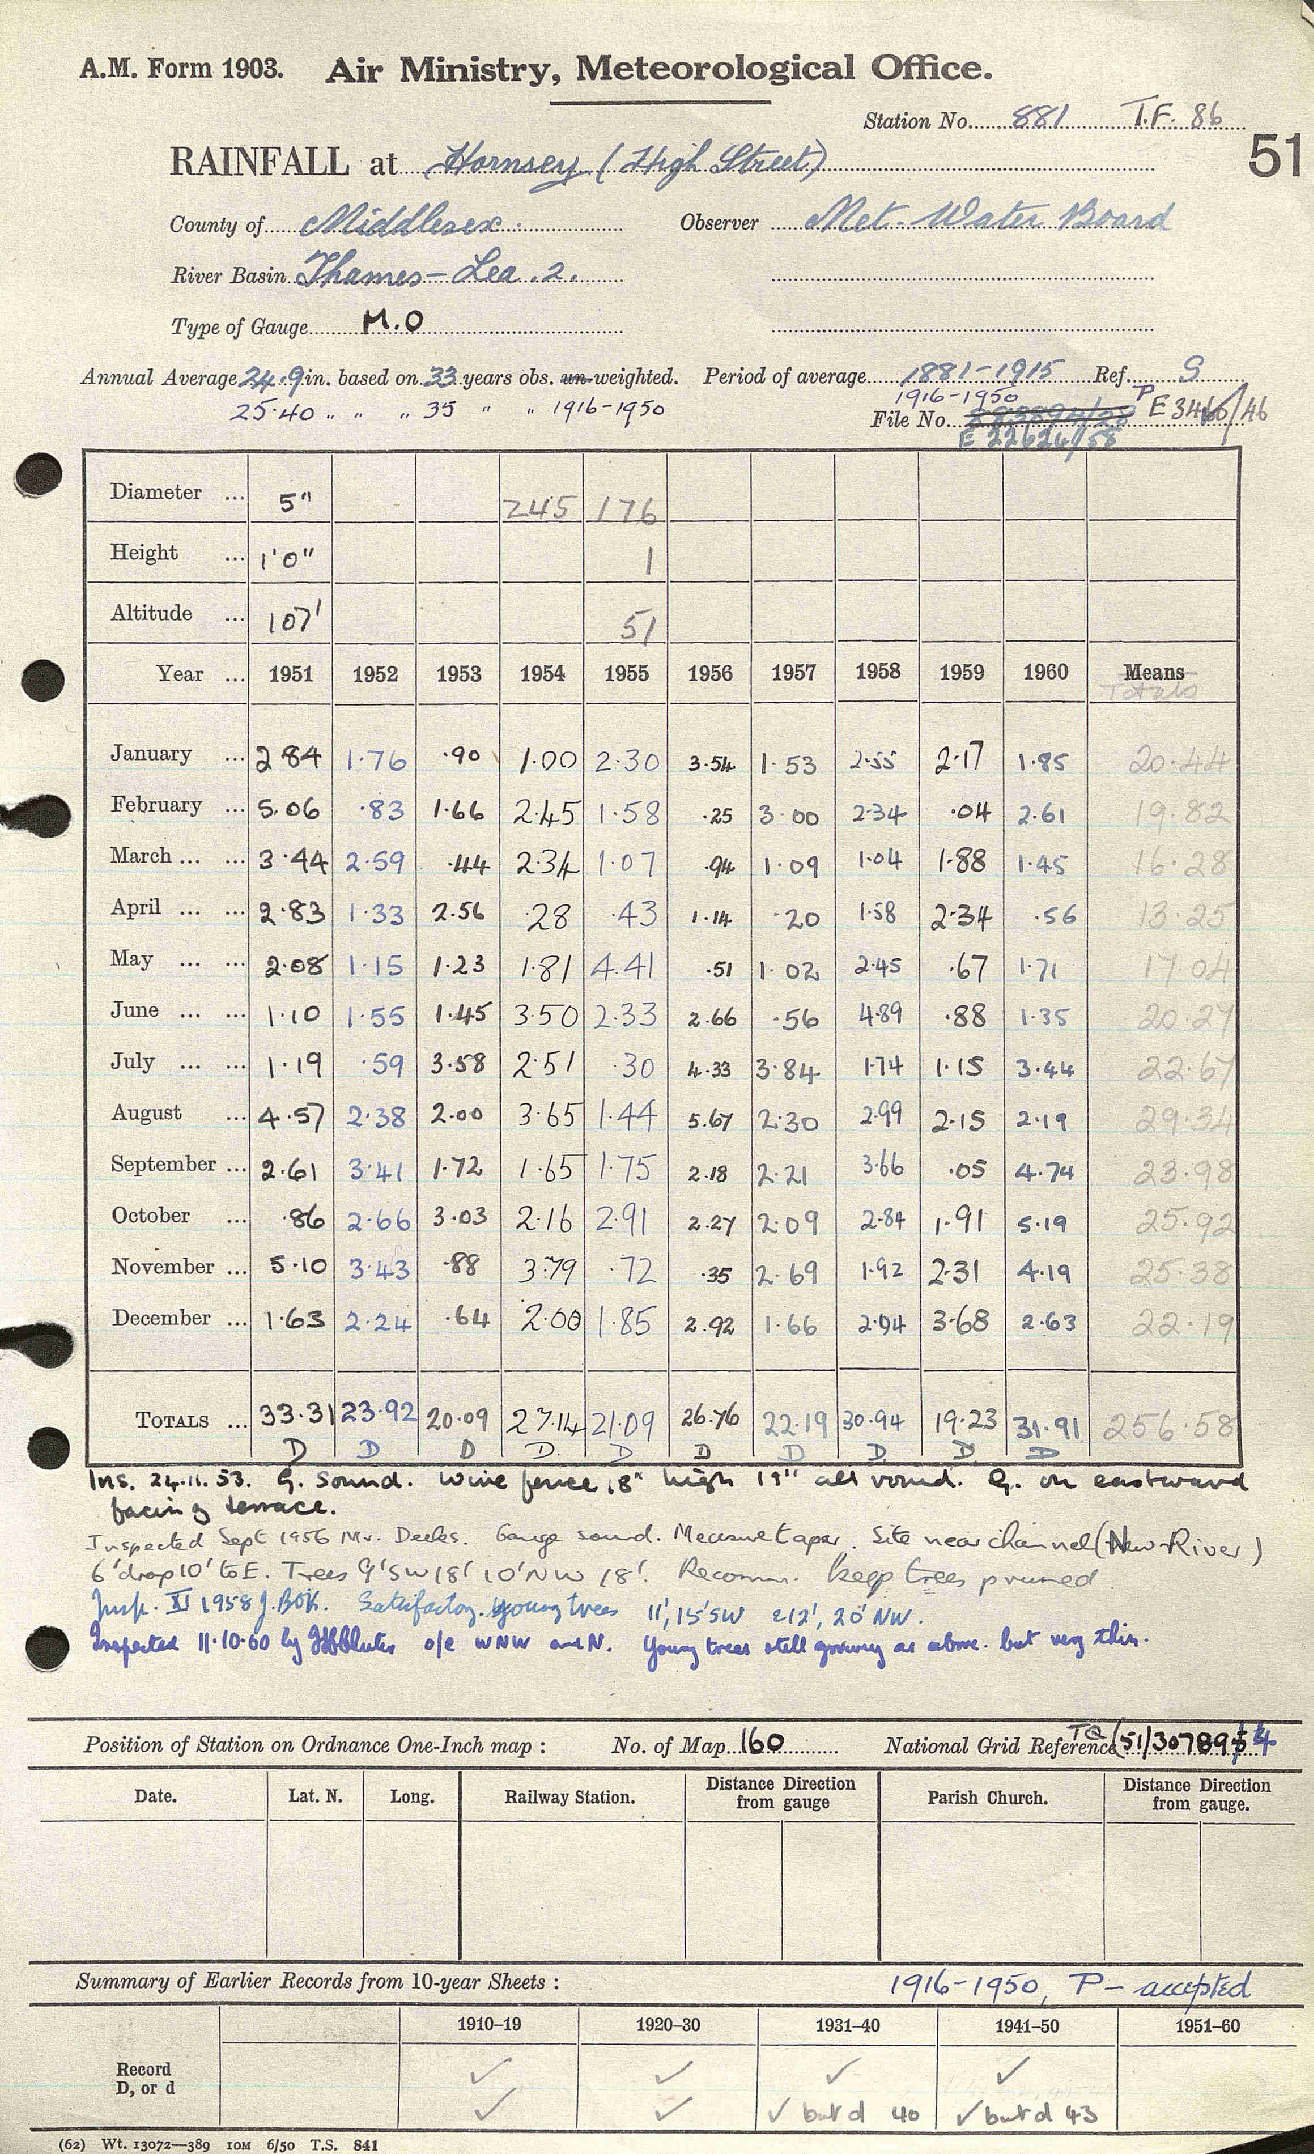 A.M. Form 1903. Air Ministry, Meteorological Office.
Station No. 881 T.F. 86
51
RAINFALL at Hornsey (High Street)
County of Middlesex. Observer Met. Water Board
River Basin Thames - Lea. 2.
Type of Gauge M.O
Annual Average 24.9 in. based on 33 years obs. un-weighted. Period of average 1881-1915 Ref. S
25.40 " " " 35 " " 1916-1950 1916-1950 P
File No. E 3446/46
E 22624/58
Diameter ... 5" 245 176
Height ... 1'0" 1
Altitude ... 107' 51
Year ... 1951 1952 1953 1954 1955 1956 1957 1958 1959 1960 Means
Totals
January ... 2.84 1.76 .90 1.00 2.30 3.54 1.53 2.55 2.17 1.85 20.44
February ... 5.06 .83 1.66 2.45 1.58 .25 3.00 2.34 .04 2.61 19.82
March ... ... 3.44 2.59 .44 2.34 1.07 .94 1.09 1.04 1.88 1.45 16.28
April ... ... 2.83 1.33 2.56 .28 .43 1.14 .20 1.58 2.34 .56 13.25
May ... ... 2.08 1.15 1.23 1.81 4.41 .51 1.02 2.45 .67 1.71 17.04
June ... ... 1.10 1.55 1.45 3.50 2.33 2.66 .56 4.89 .88 1.35 20.27
July ... ... 1.19 .59 3.58 2.51 .30 4.33 3.84 1.74 1.15 3.44 22.67
August ... 4.57 2.38 2.00 3.65 1.44 5.67 2.30 2.99 2.15 2.19 29.34
September ... 2.61 3.41 1.72 1.65 1.75 2.18 2.21 3.66 .05 4.74 23.98
October ... .86 2.66 3.03 2.16 2.91 2.27 2.09 2.84 1.91 5.19 25.92
November ... 5.10 3.43 .88 3.79 .72 .35 2.69 1.92 2.31 4.19 25.38
December ... 1.63 2.24 .64 2.00 1.85 2.92 1.66 2.94 3.68 2.63 22.19
TOTALS ... 33.31 23.92 20.09 27.14 21.09 26.76 22.19 30.94 19.23 31.91 256.58
D D D D. D D D D D D
Ins. 24.11.53. G. Sound. Wire fence 18" high 19" all round. G. on eastward
facing terrace.
Inspected Sept 1956 Mr. Deeks. Gauge sound. Measure taper. Site near channel (New River)
6' drop 10' to E. Trees 9' SW 18' 10' NW 18'. Recomm. keep trees pruned
Insp. XI 1958 J. BOK. Satisfactory. young trees 11', 15' SW &12', 20' NW.
Inspected 11.10.60 by o/e WNW and N. Young trees still growing as above. but very thin.
Position of Station on Ordnance One-Inch map : No. of Map 160 National Grid Reference TQ (51/307895 4
Date. Lat. N. Long. Railway Station. Distance Direction from gauge Parish Church. Distance Direction from gauge.
Summary of Earlier Records from 10-year Sheets : 1916-1950, P - accepted
1910–19 1920–30 1931–40 1941–50 1951–60
Record ✓ ✓ ✓ ✓
D, or d ✓ ✓ ✓ but d 40 ✓ but d 43
(62) Wt. 13072—389 10M 6/50 T.S. 841